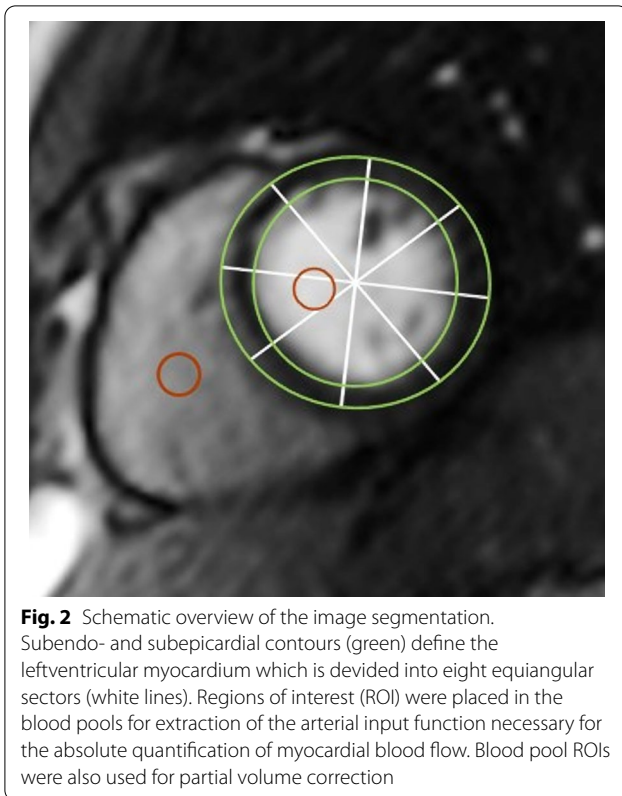 Fig. 2 Schematic overview of the image segmentation.
Subendo- and subepicardial contours (green) define the
leftventricular myocardium which is devided into eight equiangular
sectors (white lines). Regions of interest (ROI) were placed in the
blood pools for extraction of the arterial input function necessary for
the absolute quantification of myocardial blood flow. Blood pool ROIs
were also used for partial volume correction